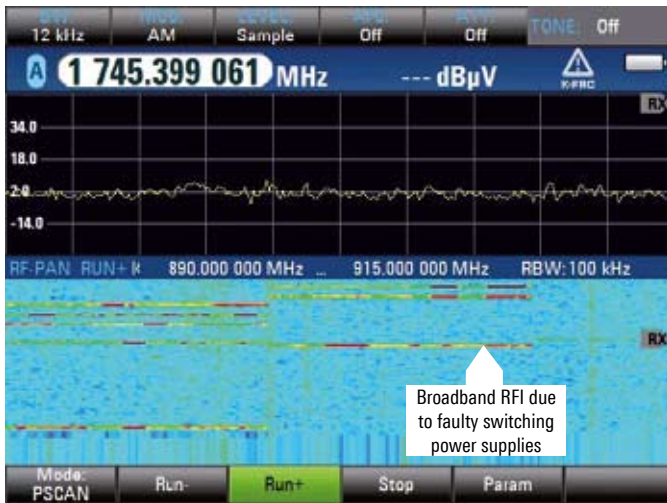 12 kHz AM Sample Off Off TONE: Off
A 1 745.399 061 MHz --- dBµV
RX
34.0
18.0
2.0
-14.0
RF-PAN RUN+ 890.000 000 MHz ... 915.000 000 MHz RBW: 100 kHz
RX
Broadband RFI due
to faulty switching
power supplies
Mode:
PSCAN Run- Run+ Stop Param